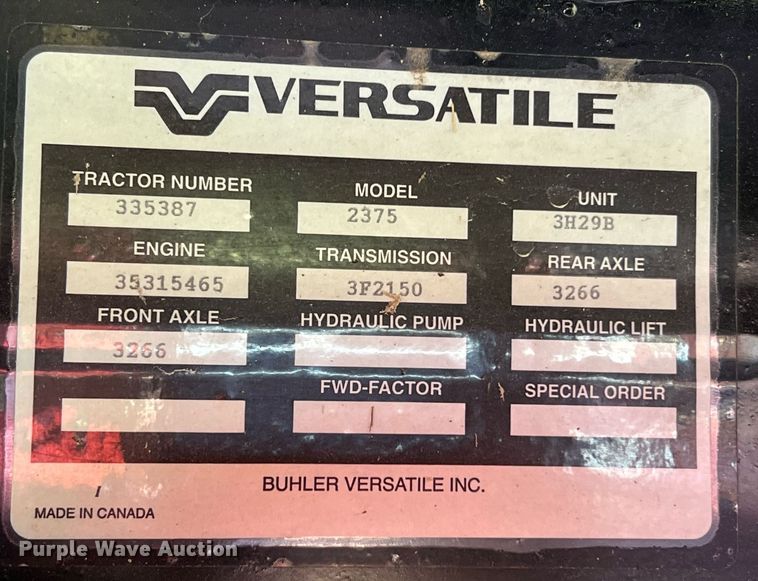 VERSATILE
TRACTOR NUMBER MODEL UNIT
335387 2375 3H29B
ENGINE TRANSMISSION REAR AXLE
35315465 3F2150 3266
FRONT AXLE HYDRAULIC PUMP HYDRAULIC LIFT
3266
FWD-FACTOR SPECIAL ORDER
/
BUHLER VERSATILE INC.
/
MADE IN CANADA
Purple Wave Auction